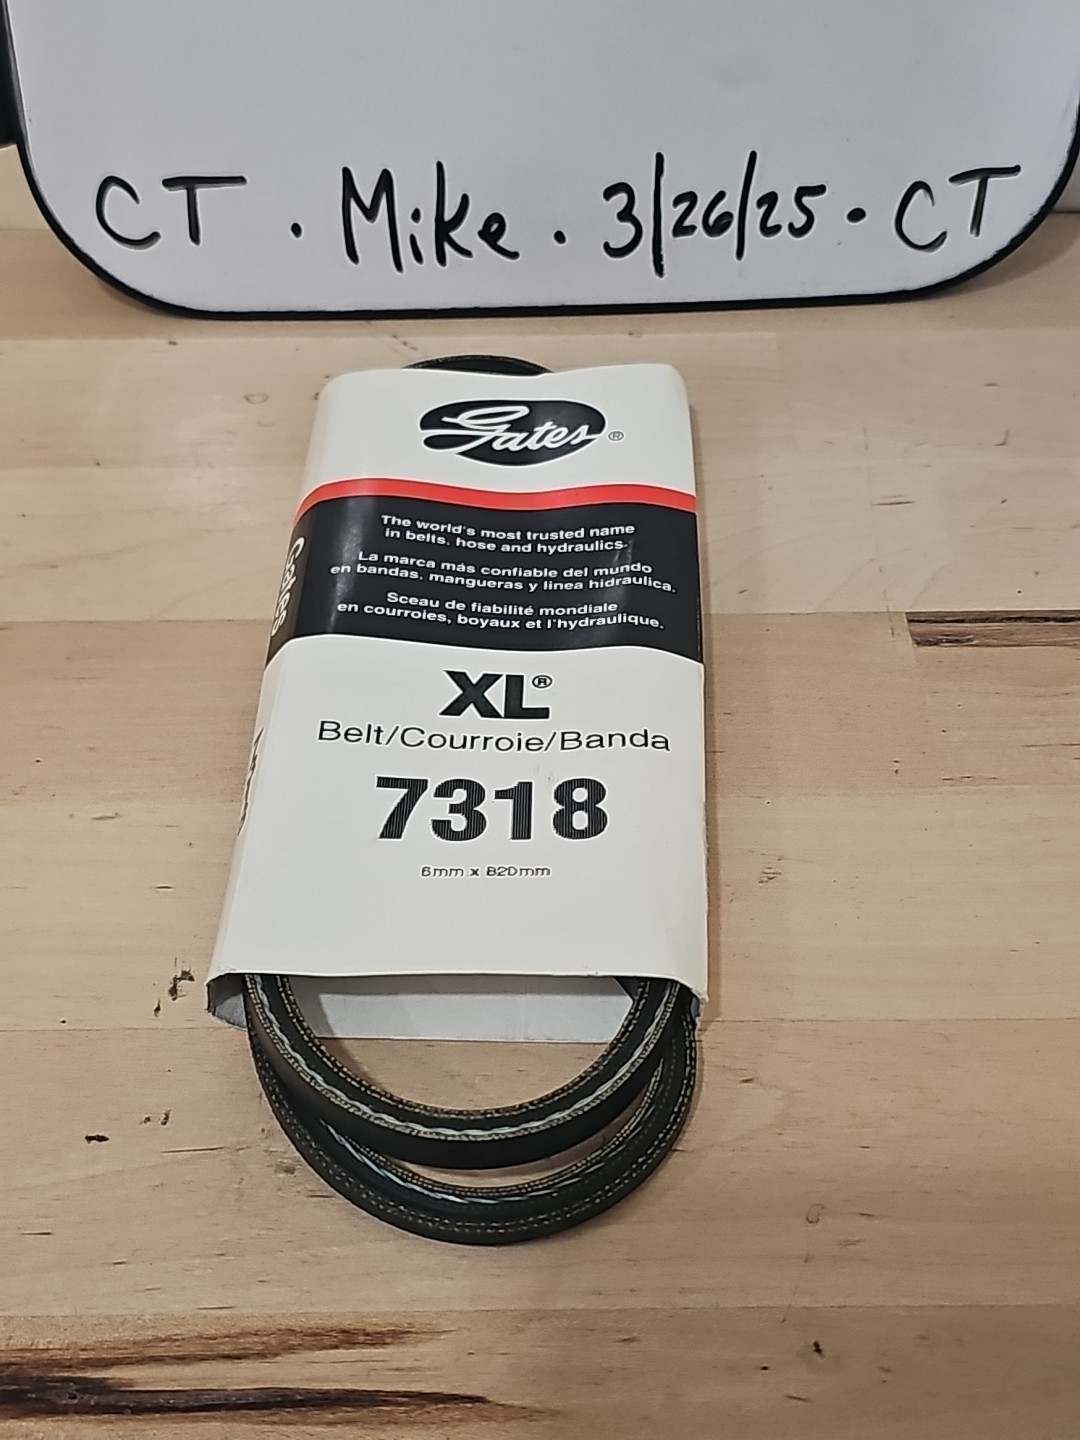 CT . Mike . 3/26/25 . CT
Gates®
The world's most trusted name
in belts, hose and hydraulics.
La marca más confiable del mundo
en bandas, mangueras y linea hidraulica.
Sceau de fiabilité mondiale
en courroies, boyaux et l'hydraulique.
Gates
XL®
Belt/Courroie/Banda
7318
6mm x 820mm